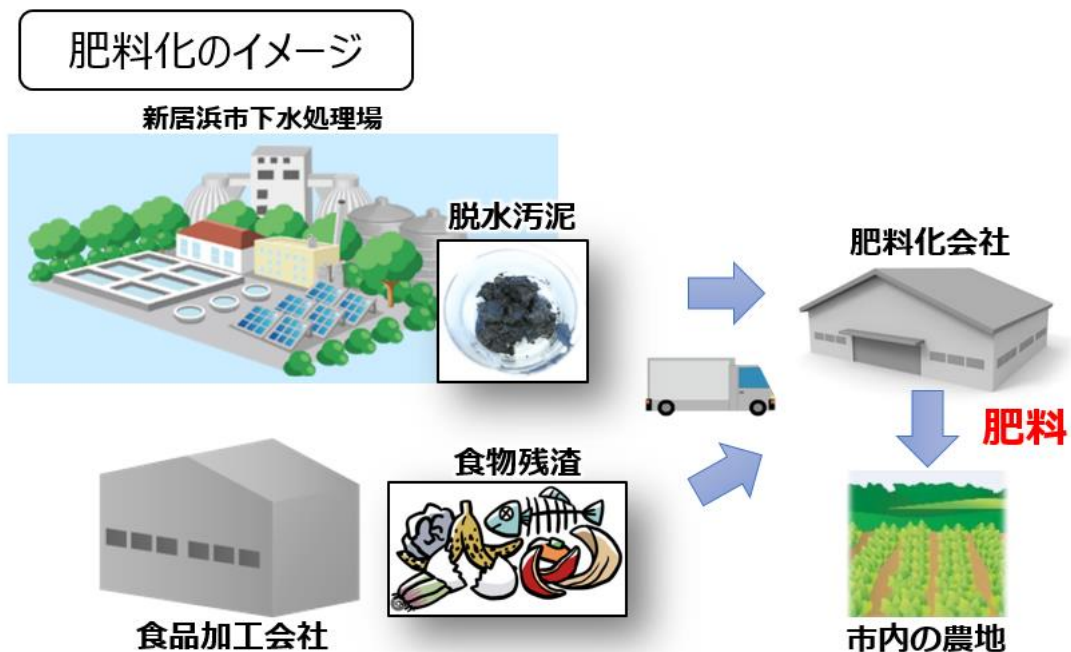 肥料化のイメージ
新居浜市下水処理場
脱水汚泥
肥料化会社
肥料
食物残渣
食品加工会社
市内の農地